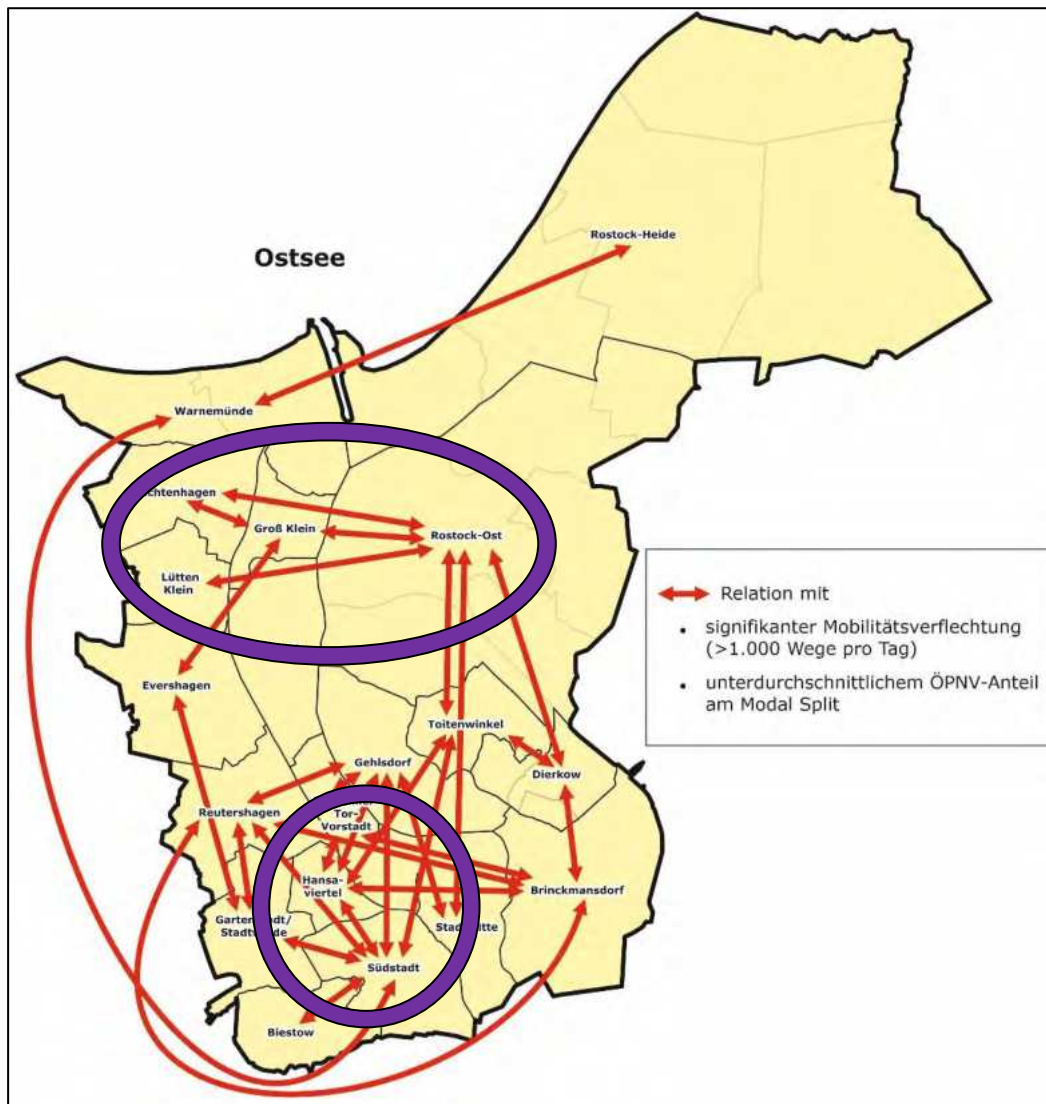 Rostock-Heide
Ostsee
Warnemünde
chtenhagen
Groß Klein
Rostock-Ost
Lütten
Klein
Relation mit
• signifikanter Mobilitätsverflechtung
(>1.000 Wege pro Tag)
• unterdurchschnittlichem ÖPNV-Anteil
am Modal Split
Evershagen
Toitenwinkel
Gehlsdorf
Dierkow
Reutershagen
Tor-
Vorstadt
Hansa-
viertel
Brinckmansdorf
Südstadt
Biestow